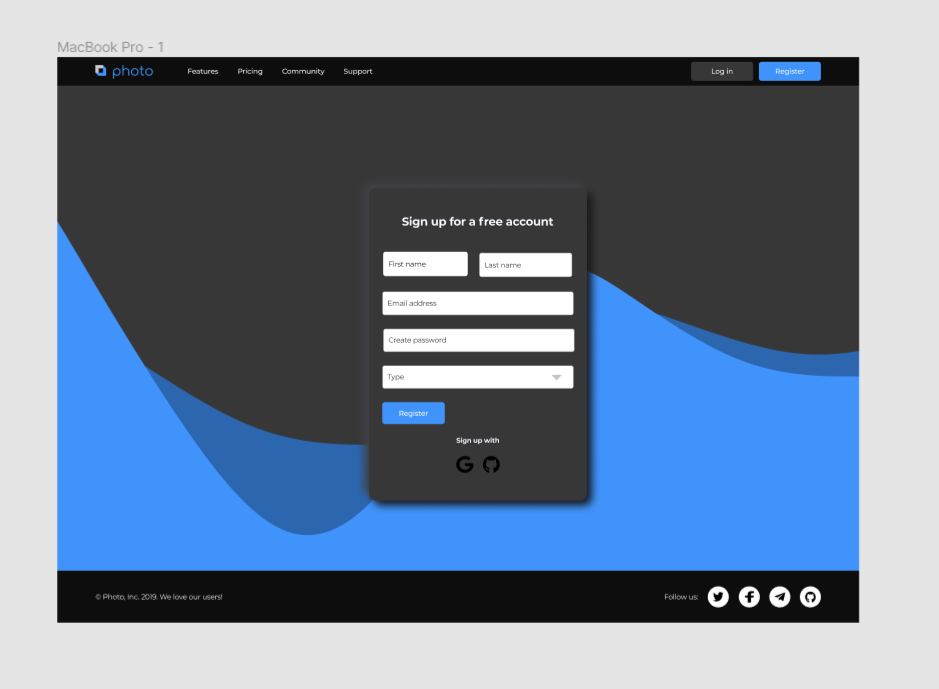 MacBook Pro - 1
photo Features Pricing Community Support Log in Register
Sign up for a free account
First name Last name
Email address
Create password
Type
Register
Sign up with
© Photo, Inc. 2019. We love our users! Follow us: